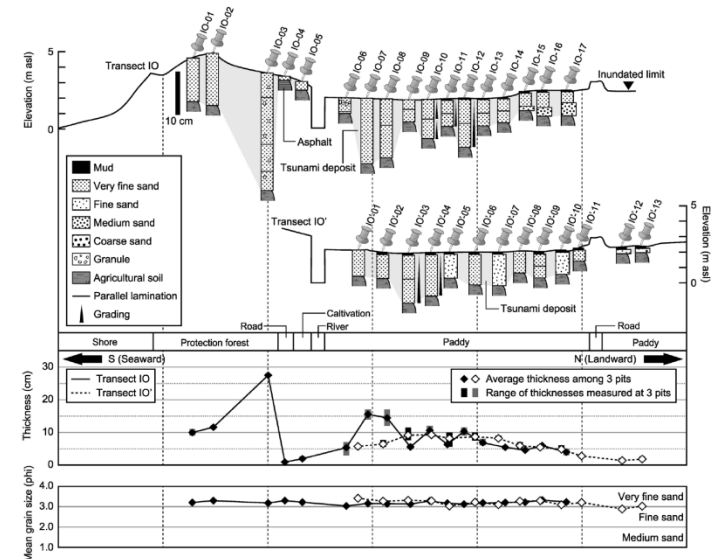 IO-01
IO-02
IO-03
IO-04
IO-05
IO-06
IO-07
IO-08
IO-09
IO-10
IO-11
IO-12
IO-13
IO-14
IO-15
IO-16
IO-17
Elevation (m asl)
5
0
Transect IO
10 cm
Asphalt
Tsunami deposit
Inundated limit
Mud
Very fine sand
Fine sand
Medium sand
Coarse sand
Granule
Agricultural soil
Parallel lamination
Grading
Transect IO'
IO'-01
IO'-02
IO'-03
IO'-04
IO'-05
IO'-06
IO'-07
IO'-08
IO'-09
IO'-10
IO'-11
IO'-12
IO'-13
5
0
Elevation (m asl)
Tsunami deposit
Road
Cultivation
River
Road
Shore
Protection forest
Paddy
Paddy
S (Seaward)
N (Landward)
Thickness (cm)
30
20
10
0
Transect IO
Transect IO'
Average thickness among 3 pits
Range of thicknesses measured at 3 pits
Mean grain size (phi)
4.0
3.0
2.0
1.0
Very fine sand
Fine sand
Medium sand